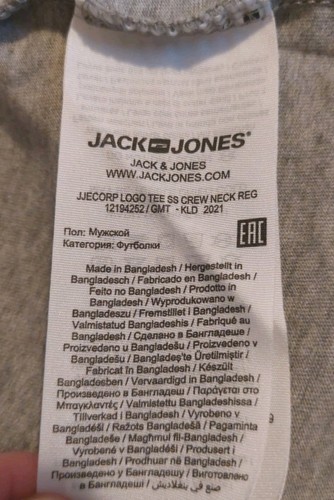 JACK JONES®
JACK & JONES
WWW.JACKJONES.COM
JJECORP LOGO TEE SS CREW NECK REG
12194252 / GMT - KLD 2021
Пол: Мужской
Категория: Футболки
EAC
Made in Bangladesh / Hergestellt in
Bangladesch / Fabricado en Bangladesh /
Feito no Bangladesh / Prodotto in
Bangladesh / Wyprodukowano w
Bangladeszu / Fremstillet i Bangladesh /
Valmistatud Bangladeshis / Fabriqué au
Bangladesh / Сделано в Бангладеше /
Proizvedeno u Bangladešu / Proizvedeno v
Bangladešu / Bangladeş'te Üretilmiştir /
Fabricat în Bangladesh / Készült
Bangladesben / Vervaardigd in Bangladesh /
Произведено в Бангладеш / Παράγεται στο
Μπαγκλαντές / Valmistettu Bangladeshissa /
Tillverkad i Bangladesh / Vyrobeno v
Bangladéši / Ražots Bangladešā / Pagaminta
Bangladeše / Maghmul fil-Bangladesh /
Vyrobené v Bangladéši / Produsert i
Bangladesh / Prodhuar në Bangladesh /
Произведено у Бангладешу / Виготовлено
в Бангладеші / صنع في بنغلاديش